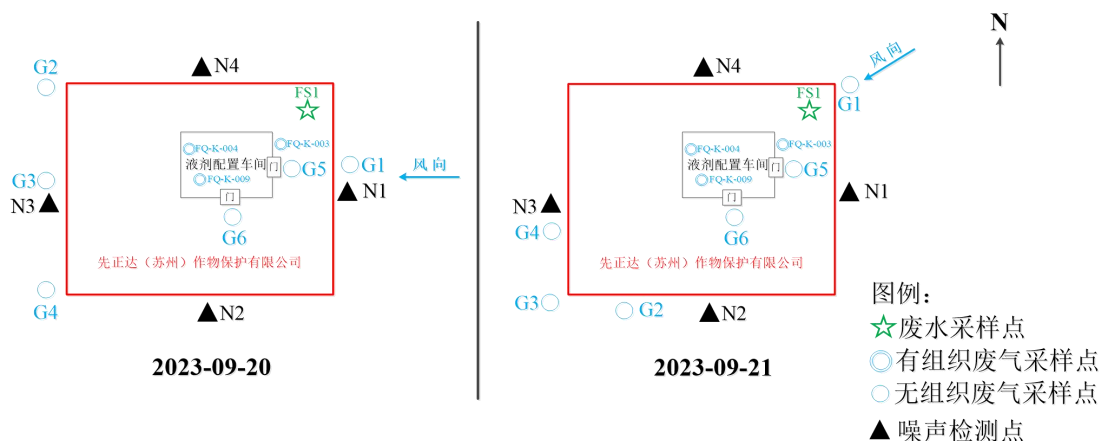 N4
G2
FS1
FQ-K-004
FQ-K-003
液剂配置车间
门
G5
G1
风向
FQ-K-009
G3
N3
门
N1
G6
先正达（苏州）作物保护有限公司
G4
N2
2023-09-20
N
风向
N4
G1
FS1
FQ-K-004
FQ-K-003
液剂配置车间
门
G5
FQ-K-009
N1
门
N3
G4
G6
先正达（苏州）作物保护有限公司
G3
G2
N2
2023-09-21
图例：
废水采样点
有组织废气采样点
无组织废气采样点
噪声检测点